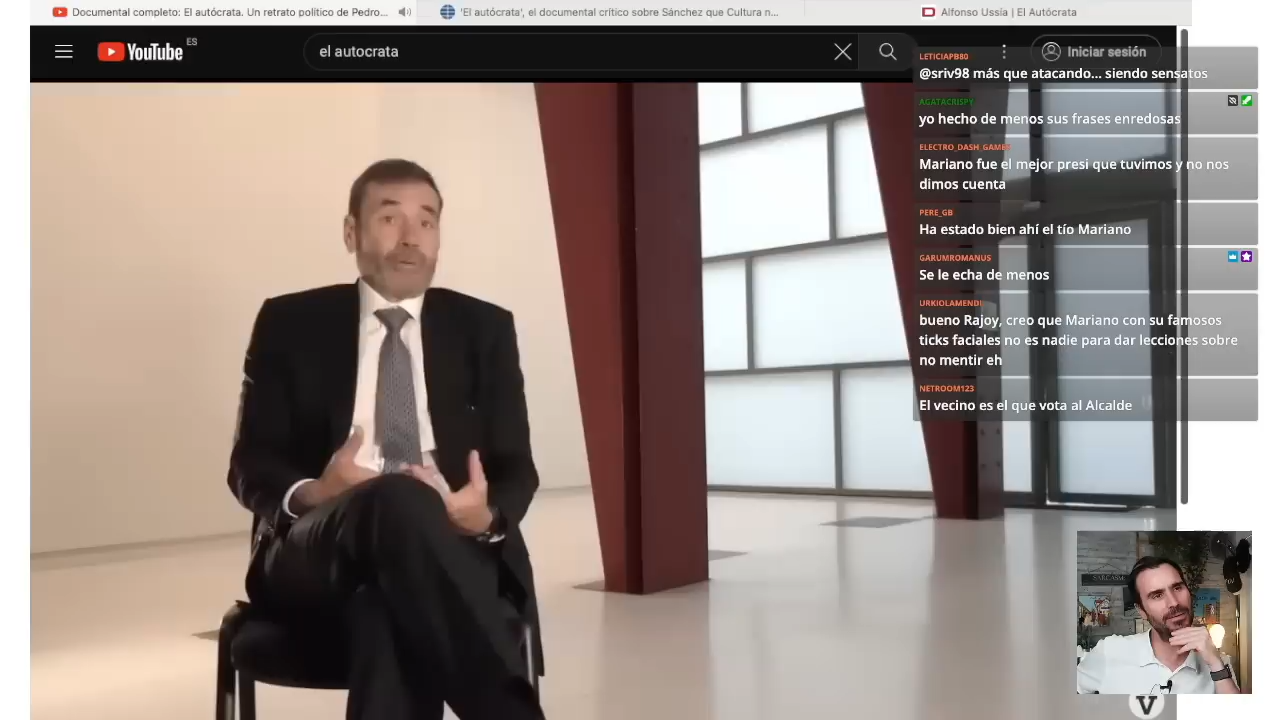 Documental completo: El autócrata. Un retrato político de Pedro...
'El autócrata', el documental crítico sobre Sánchez que Cultura n...
Alfonso Ussía | El Autócrata
YouTube ES
el autocrata
Iniciar sesión
LETICIAPB80
@sriv98 más que atacando... siendo sensatos
AGATACRISPY
yo hecho de menos sus frases enredosas
ELECTRO_DASH_GAMER
Mariano fue el mejor presi que tuvimos y no nos
dimos cuenta
PERE_GB
Ha estado bien ahí el tío Mariano
GARUMROMANUS
Se le echa de menos
URKIOLAMENDI
bueno Rajoy, creo que Mariano con su famosos
ticks faciales no es nadie para dar lecciones sobre
no mentir eh
NETROOM123
El vecino es el que vota al Alcalde
SARCASM
V